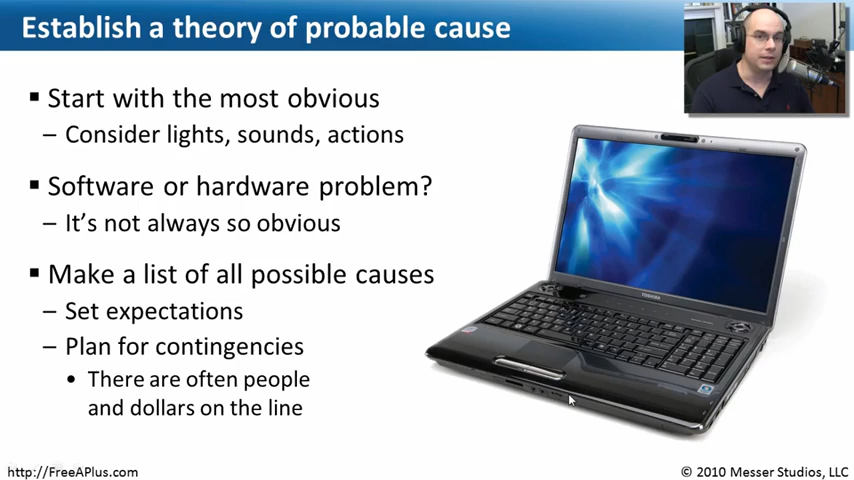 Establish a theory of probable cause
▪ Start with the most obvious
– Consider lights, sounds, actions
▪ Software or hardware problem?
– It's not always so obvious
▪ Make a list of all possible causes
– Set expectations
– Plan for contingencies
• There are often people
and dollars on the line
TOSHIBA
http://FreeAPlus.com
© 2010 Messer Studios, LLC